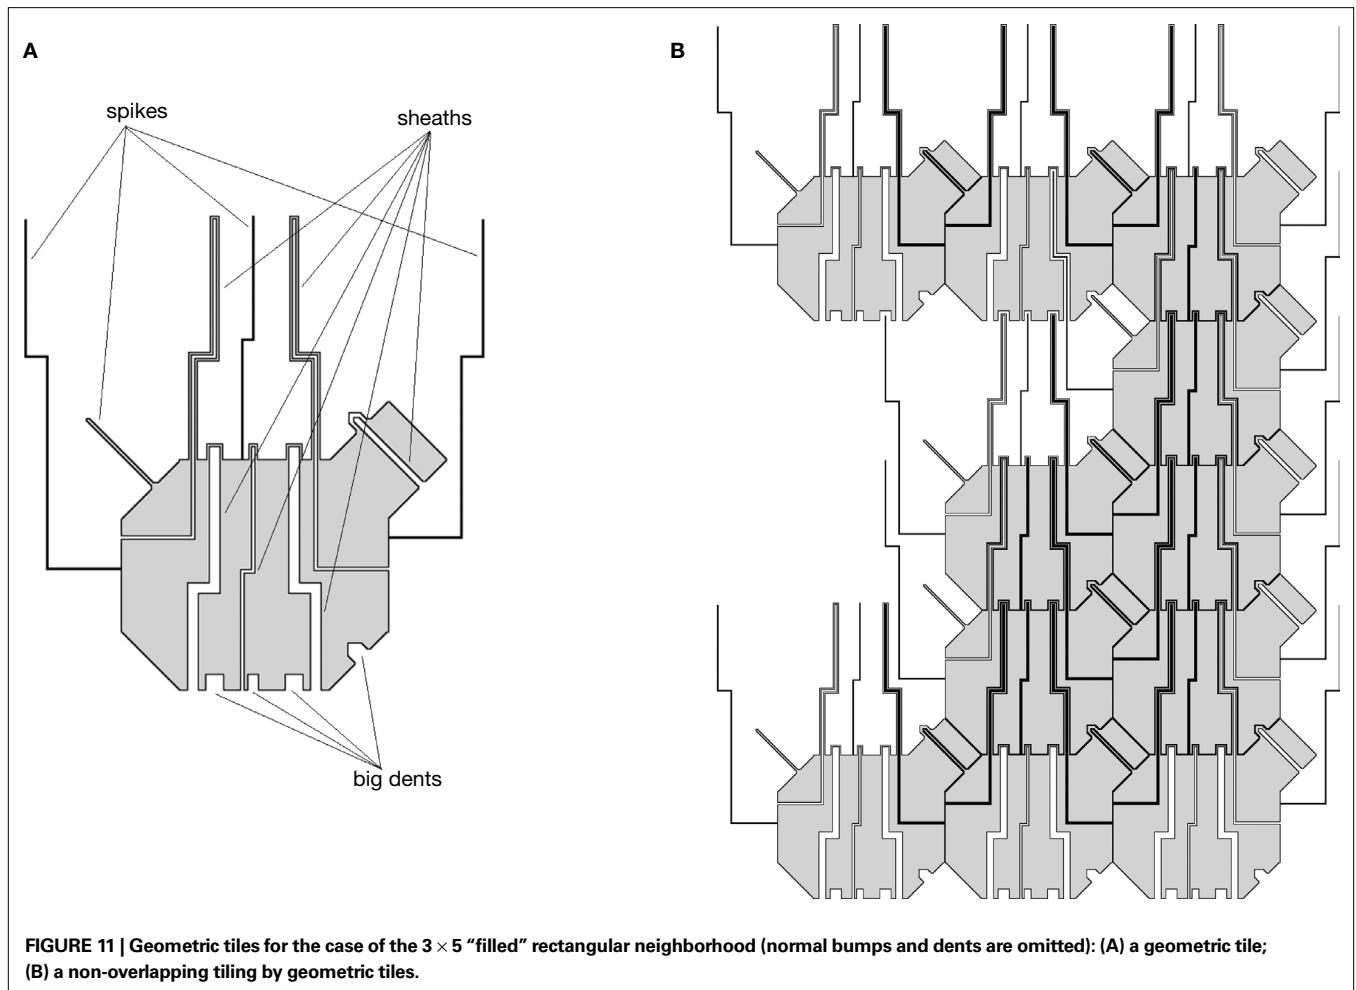 A
B
spikes
sheaths
big dents
FIGURE 11 | Geometric tiles for the case of the 3 × 5 “filled” rectangular neighborhood (normal bumps and dents are omitted): (A) a geometric tile;
(B) a non-overlapping tiling by geometric tiles.